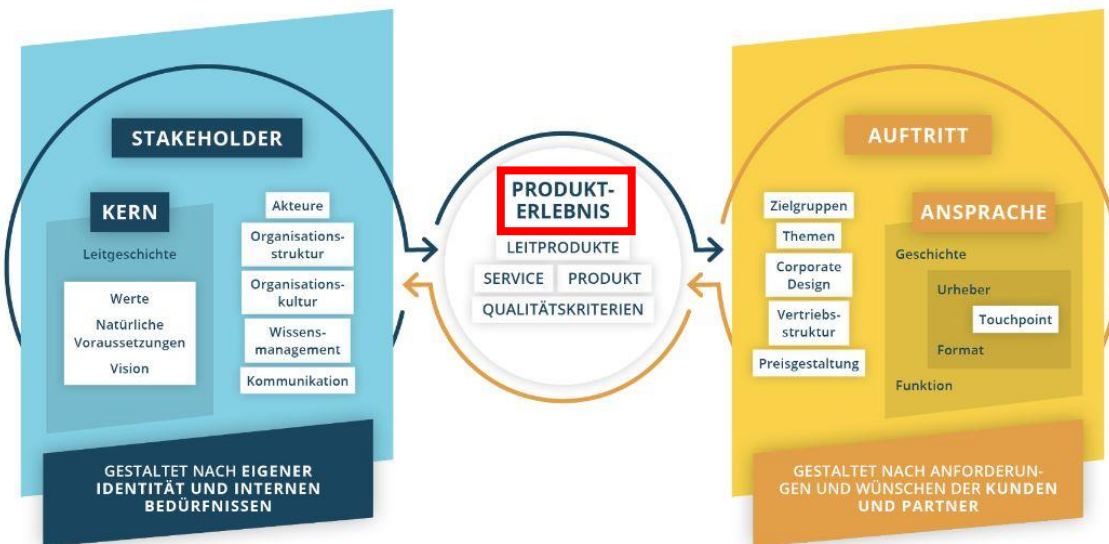 STAKEHOLDER
KERN
Leitgeschichte
Werte
Natürliche
Voraussetzungen
Vision
Akteure
Organisations-
struktur
Organisations-
kultur
Wissens-
management
Kommunikation
GESTALTET NACH EIGENER
IDENTITÄT UND INTERNEN
BEDÜRFNISSEN
PRODUKT-
ERLEBNIS
LEITPRODUKTE
SERVICE PRODUKT
QUALITÄTSKRITERIEN
AUFTRITT
Zielgruppen
Themen
Corporate
Design
Vertriebs-
struktur
Preisgestaltung
ANSPRACHE
Geschichte
Urheber
Touchpoint
Format
Funktion
GESTALTET NACH ANFORDERUN-
GEN UND WÜNSCHEN DER KUNDEN
UND PARTNER